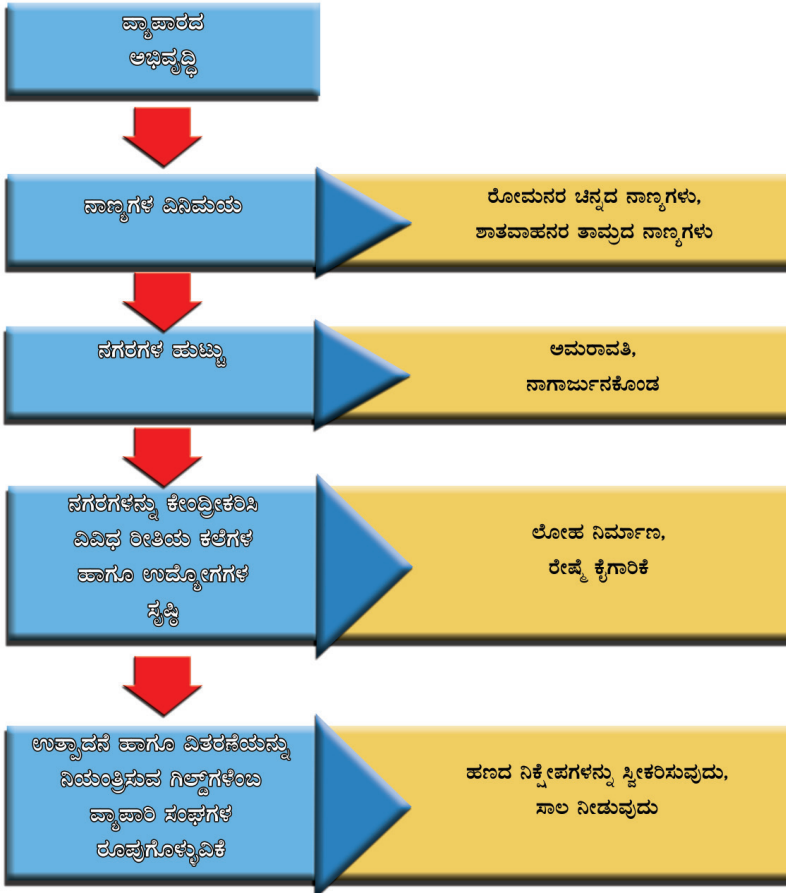 ವ್ಯಾಪಾರದ
ಅಭಿವೃದ್ಧಿ
ನಾಣ್ಯಗಳ ವಿನಿಮಯ
ರೋಮನರ ಚಿನ್ನದ ನಾಣ್ಯಗಳು,
ಶಾತವಾಹನರ ತಾಮ್ರದ ನಾಣ್ಯಗಳು
ನಗರಗಳ ಹುಟ್ಟು
ಅಮರಾವತಿ,
ನಾಗಾರ್ಜುನಕೊಂಡ
ನಗರಗಳನ್ನು ಕೇಂದ್ರೀಕರಿಸಿ
ವಿವಿಧ ರೀತಿಯ ಕಲೆಗಳ
ಹಾಗೂ ಉದ್ಯೋಗಗಳ
ಸೃಷ್ಠಿ
ಲೋಹ ನಿರ್ಮಾಣ,
ರೇಷ್ಮೆ ಕೈಗಾರಿಕೆ
ಉತ್ಪಾದನೆ ಹಾಗೂ ವಿತರಣೆಯನ್ನು
ನಿಯಂತ್ರಿಸುವ ಗಿಲ್ಡ್‌ಗಳೆಂಬ
ವ್ಯಾಪಾರಿ ಸಂಘಗಳ
ರೂಪುಗೊಳ್ಳುವಿಕೆ
ಹಣದ ನಿಕ್ಷೇಪಗಳನ್ನು ಸ್ವೀಕರಿಸುವುದು,
ಸಾಲ ನೀಡುವುದು